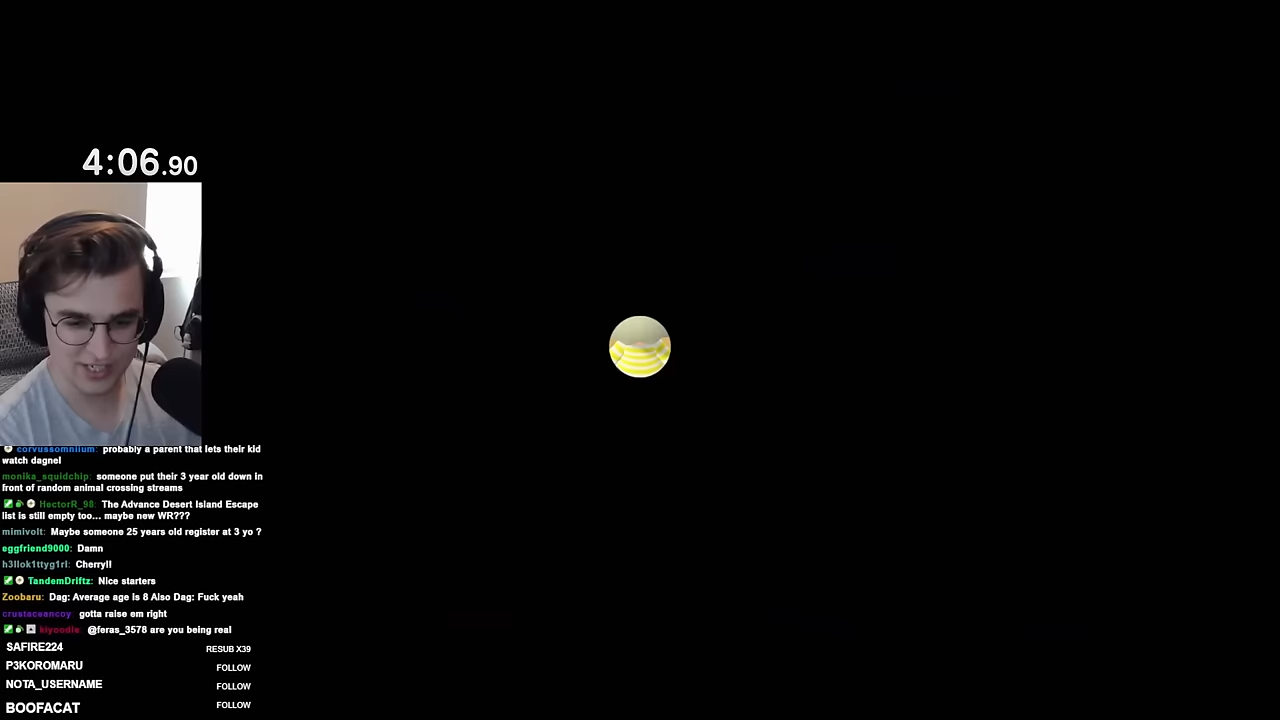 4:06.90
corvussomniium: probably a parent that lets their kid
watch dagnel
monika_squidchip: someone put their 3 year old down in
front of random animal crossing streams
HectorR_98: The Advance Desert Island Escape
list is still empty too... maybe new WR???
mimivolt: Maybe someone 25 years old register at 3 yo ?
eggfriend9000: Damn
h3llok1ttyg1rl: Cherry!!
TandemDriftz: Nice starters
Zoobaru: Dag: Average age is 8 Also Dag: Fuck yeah
crustaceancoy: gotta raise em right
kiyoodle: @feras_3578 are you being real
SAFIRE224 RESUB X39
P3KOROMARU FOLLOW
NOTA_USERNAME FOLLOW
BOOFACAT FOLLOW